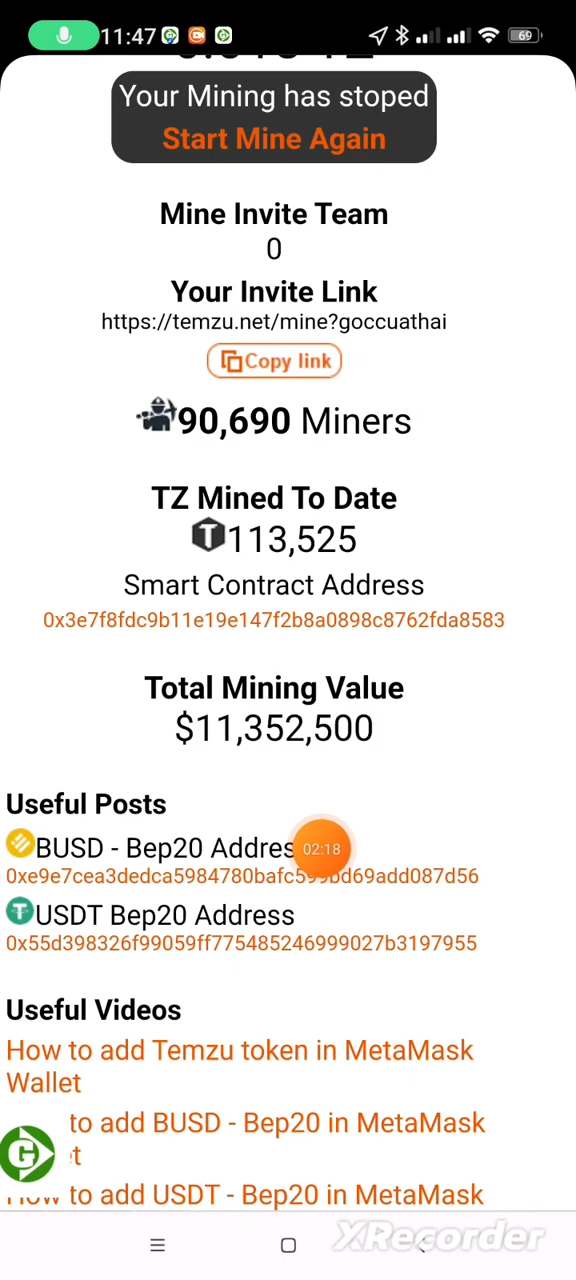 11:47
69
Your Mining has stoped
Start Mine Again
Mine Invite Team
0
Your Invite Link
https://temzu.net/mine?goccuathai
Copy link
90,690 Miners
TZ Mined To Date
113,525
Smart Contract Address
0x3e7f8fdc9b11e19e147f2b8a0898c8762fda8583
Total Mining Value
$11,352,500
Useful Posts
BUSD - Bep20 Addres
02:18
0xe9e7cea3dedca5984780bafc599bd69add087d56
USDT Bep20 Address
0x55d398326f99059ff775485246999027b3197955
Useful Videos
How to add Temzu token in MetaMask
Wallet
to add BUSD - Bep20 in MetaMask
G
to add USDT - Bep20 in MetaMask
XRecorder